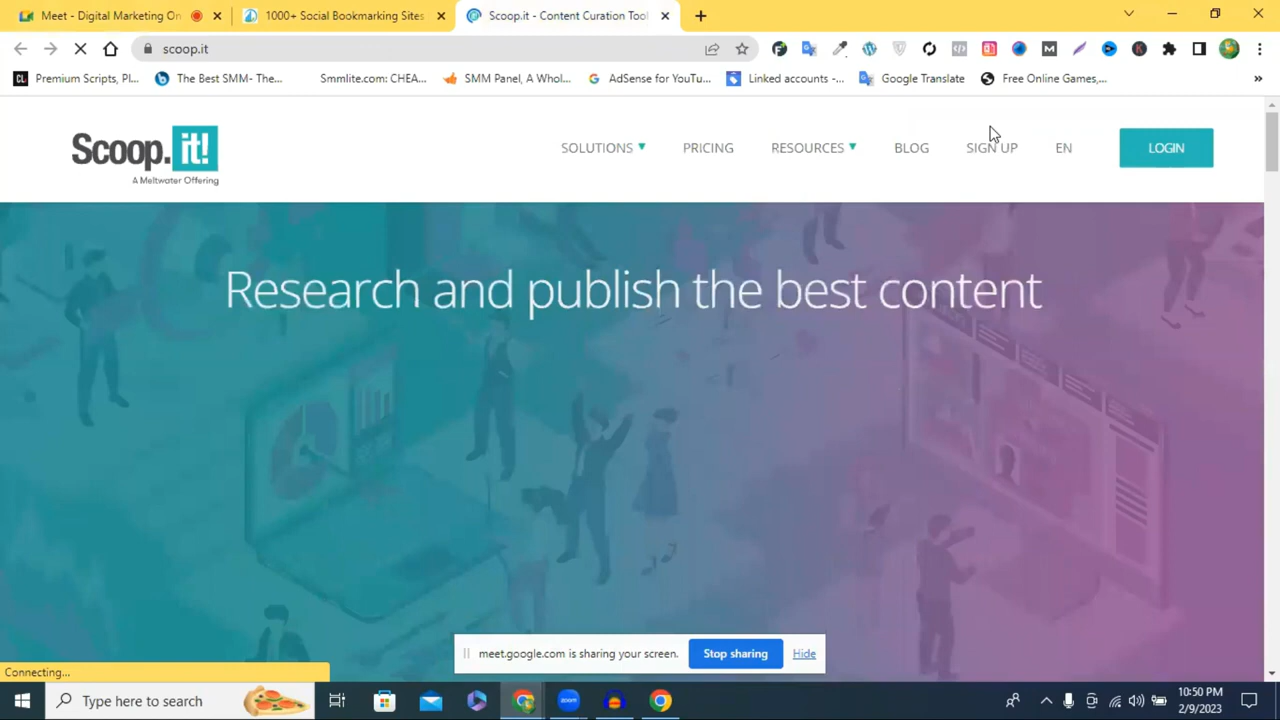 Meet - Digital Marketing On
1000+ Social Bookmarking Sites
Scoop.it - Content Curation Tool
scoop.it
Premium Scripts, Pl...
The Best SMM- The...
Smmlite.com: CHEA...
SMM Panel, A Whol...
AdSense for YouTu...
Linked accounts -...
Google Translate
Free Online Games,...
»
Scoop.it!
A Meltwater Offering
SOLUTIONS
PRICING
RESOURCES
BLOG
SIGN UP
EN
LOGIN
Research and publish the best content
meet.google.com is sharing your screen.
Stop sharing
Hide
Connecting...
Type here to search
zoom
10:50 PM
2/9/2023